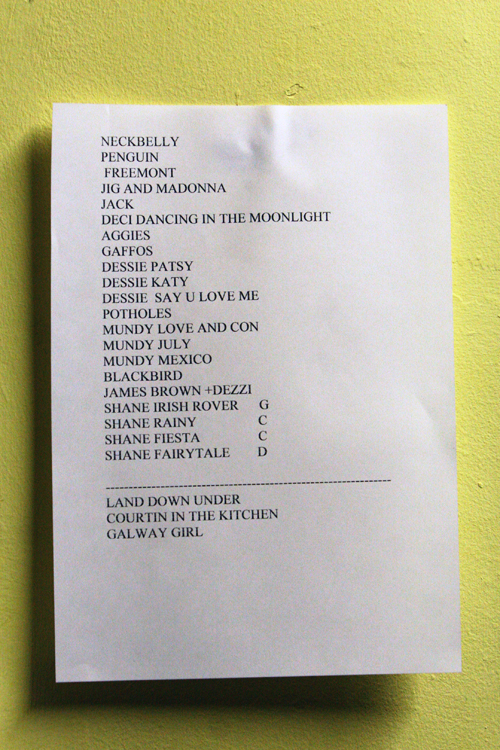 NECKBELLY
PENGUIN
FREEMONT
JIG AND MADONNA
JACK
DECI DANCING IN THE MOONLIGHT
AGGIES
GAFFOS
DESSIE PATSY
DESSIE KATY
DESSIE SAY U LOVE ME
POTHOLES
MUNDY LOVE AND CON
MUNDY JULY
MUNDY MEXICO
BLACKBIRD
JAMES BROWN +DEZZI
SHANE IRISH ROVER G
SHANE RAINY C
SHANE FIESTA C
SHANE FAIRYTALE D
---------------------------------------------------------------
LAND DOWN UNDER
COURTIN IN THE KITCHEN
GALWAY GIRL